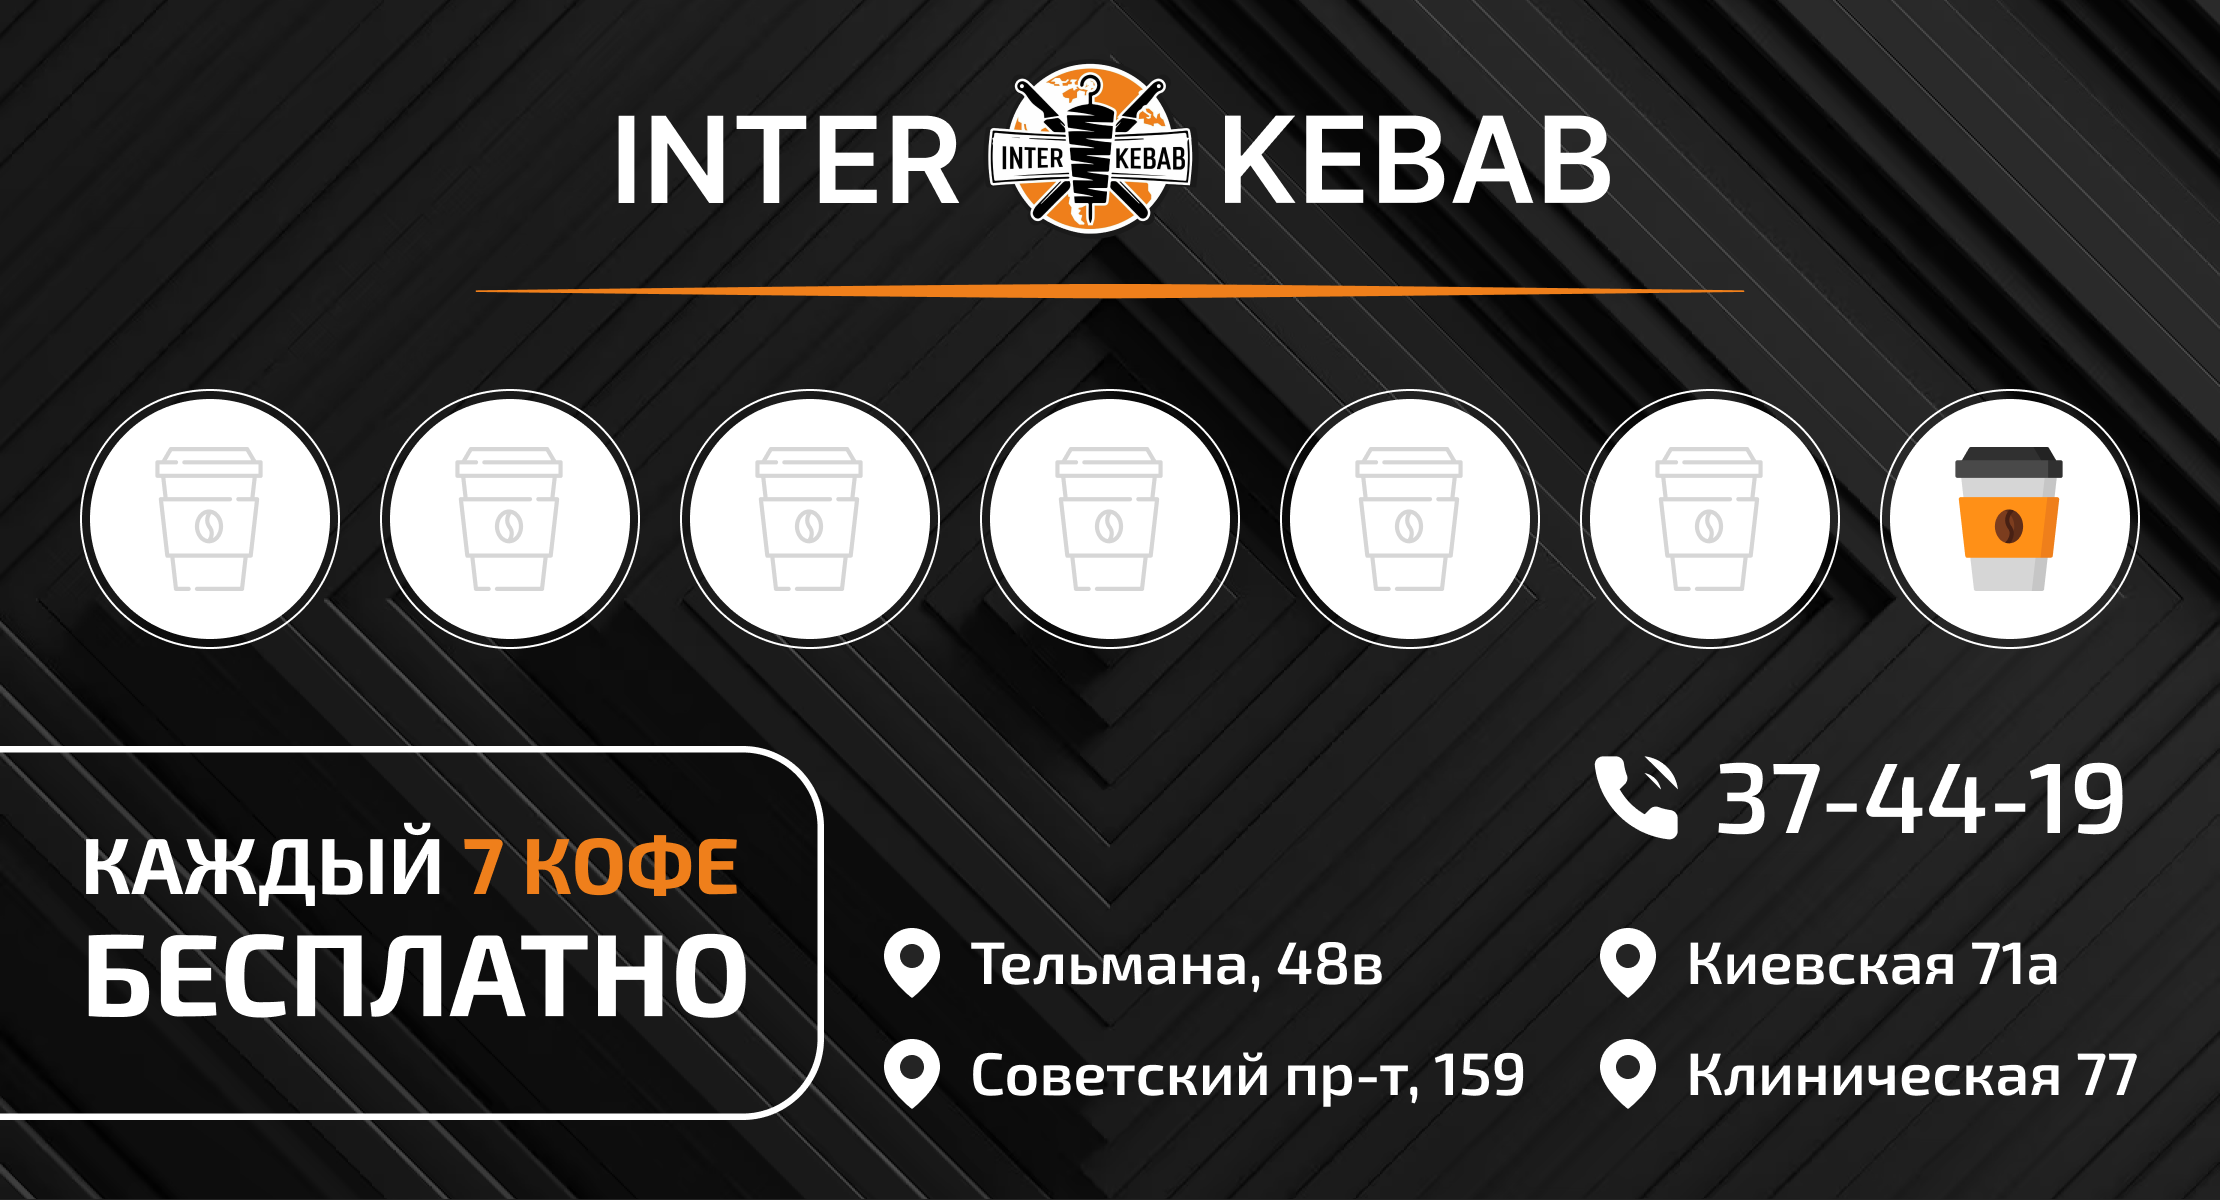 INTER KEBAB
INTER KEBAB
КАЖДЫЙ 7 КОФЕ
БЕСПЛАТНО
37-44-19
Тельмана, 48в
Киевская 71а
Советский пр-т, 159
Клиническая 77